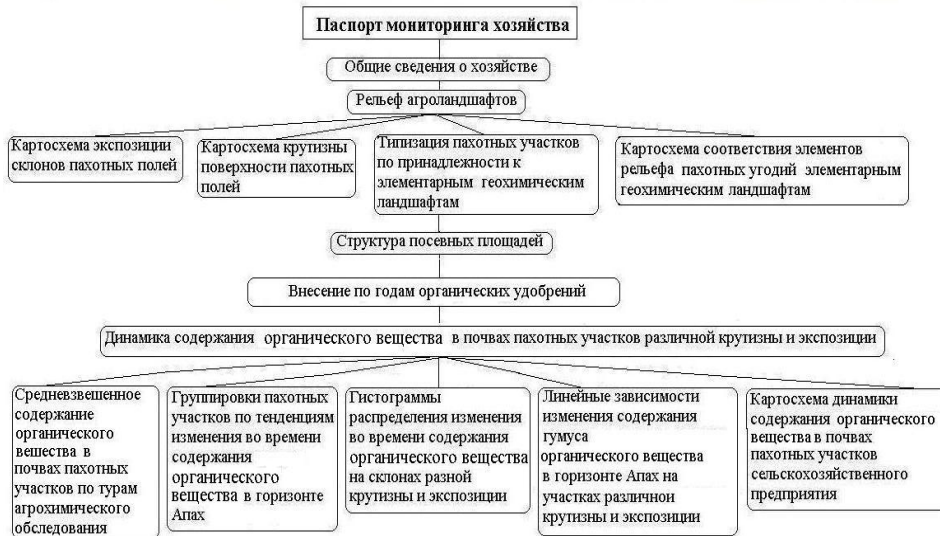 Паспорт мониторинга хозяйства
Общие сведения о хозяйстве
Рельеф агроландшафтов
Картосхема экспозиции
склонов пахотных полей
Картосхема крутизны
поверхности пахотных
полей
Типизация пахотных участков
по принадлежности к
элементарным геохимическим
ландшафтам
Картосхема соответствия элементов
рельефа пахотных угодий элементарным
геохимическим ландшафтам
Структура посевных площадей
Внесение по годам органических удобрений
Динамика содержания органического вещества в почвах пахотных участков различной крутизны и экспозиции
Средневзвешенное
содержание
органического
вешества в
почвах пахотных
участков по турам
агрохимического
обследования
Группировки пахотных
участков по тенденциям
изменения во времени
содержания
органического
вещества в горизонте
Апах
Гистограммы
распределения изменения
во времени содержания
органического вещества
на склонах разной
крутизны и экспозиции
Линейные зависимости
изменения содержания
гумуса
органического вещества
в горизонте Апах на
участках различнои
крутизны и экспозиции
Картосхема динамики
содержания органического
вещества в почвах
пахотных участков
сельскохозяйственного
предприятия